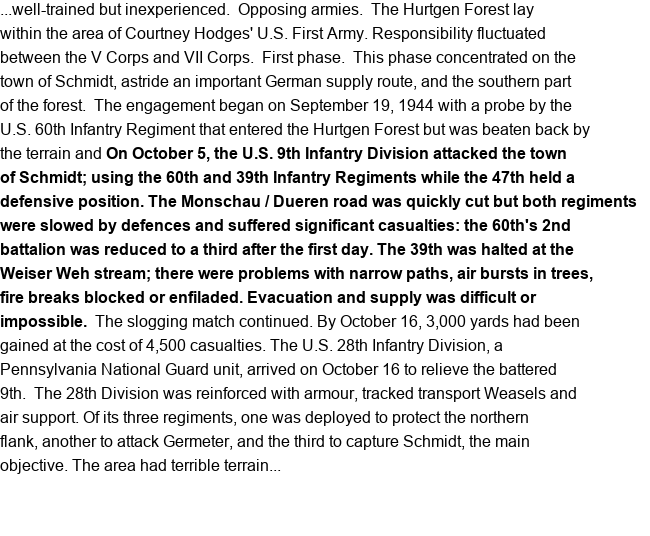 ...well-trained but inexperienced.  Opposing armies.  The Hurtgen Forest lay
within the area of Courtney Hodges' U.S. First Army. Responsibility fluctuated
between the V Corps and VII Corps.  First phase.  This phase concentrated on the
town of Schmidt, astride an important German supply route, and the southern part
of the forest.  The engagement began on September 19, 1944 with a probe by the
U.S. 60th Infantry Regiment that entered the Hurtgen Forest but was beaten back by
the terrain and On October 5, the U.S. 9th Infantry Division attacked the town
of Schmidt; using the 60th and 39th Infantry Regiments while the 47th held a
defensive position. The Monschau / Dueren road was quickly cut but both regiments
were slowed by defences and suffered significant casualties: the 60th's 2nd
battalion was reduced to a third after the first day. The 39th was halted at the
Weiser Weh stream; there were problems with narrow paths, air bursts in trees,
fire breaks blocked or enfiladed. Evacuation and supply was difficult or
impossible.  The slogging match continued. By October 16, 3,000 yards had been
gained at the cost of 4,500 casualties. The U.S. 28th Infantry Division, a
Pennsylvania National Guard unit, arrived on October 16 to relieve the battered
9th.  The 28th Division was reinforced with armour, tracked transport Weasels and
air support. Of its three regiments, one was deployed to protect the northern
flank, another to attack Germeter, and the third to capture Schmidt, the main
objective. The area had terrible terrain...